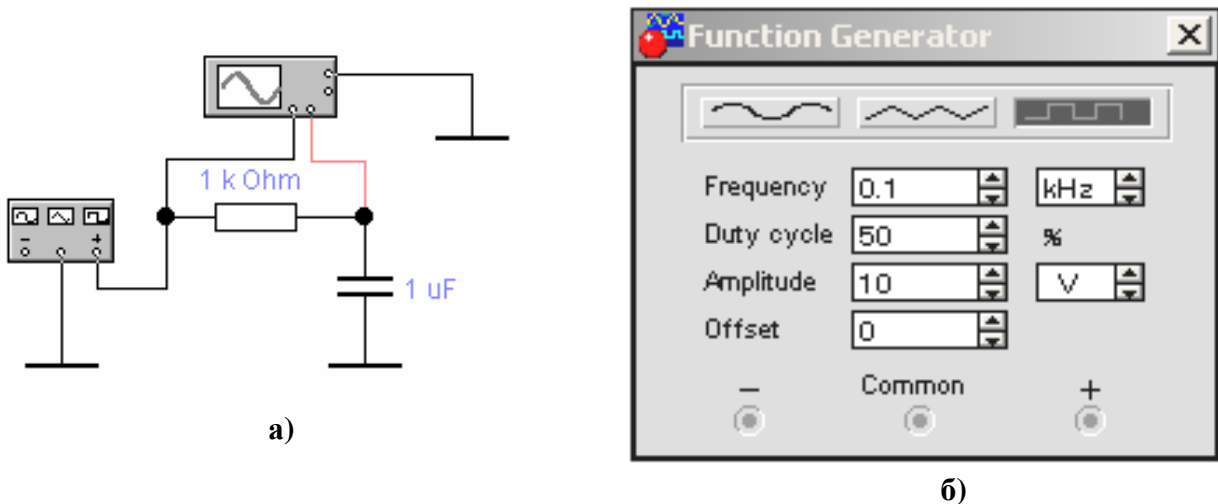 1 k Ohm
1 uF
а)
Function Generator
Frequency 0.1 kHz
Duty cycle 50 %
Amplitude 10 V
Offset 0
− Common +
б)